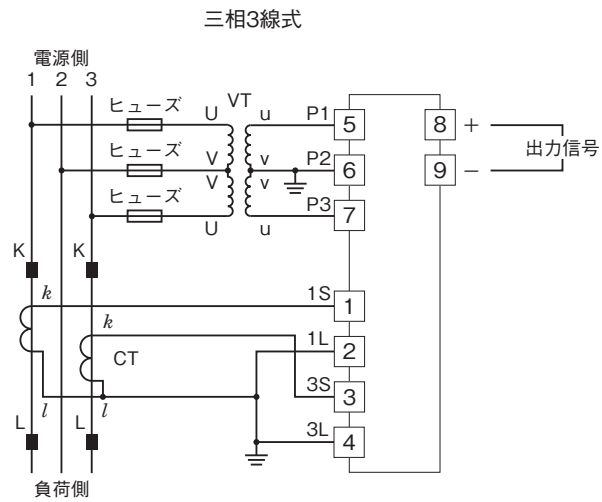 三相3線式
電源側
1 2 3
ヒューズ
U VT u P1 5 8 + 出力信号
ヒューズ
V v P2 6 9 −
V v
ヒューズ
U u P3 7
K K
k 1S 1
k 1L 2
CT 3S 3
l l
L L 3L 4
負荷側